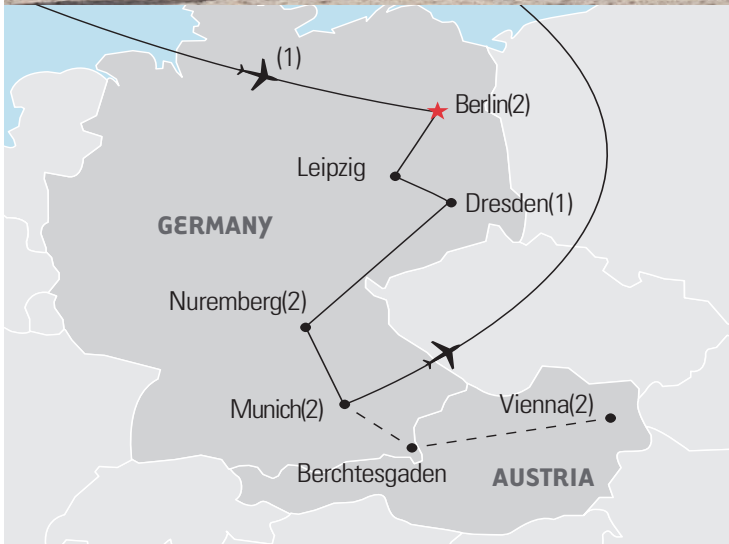 (1)
Berlin(2)
Leipzig
Dresden(1)
GERMANY
Nuremberg(2)
Munich(2)
Vienna(2)
Berchtesgaden
AUSTRIA